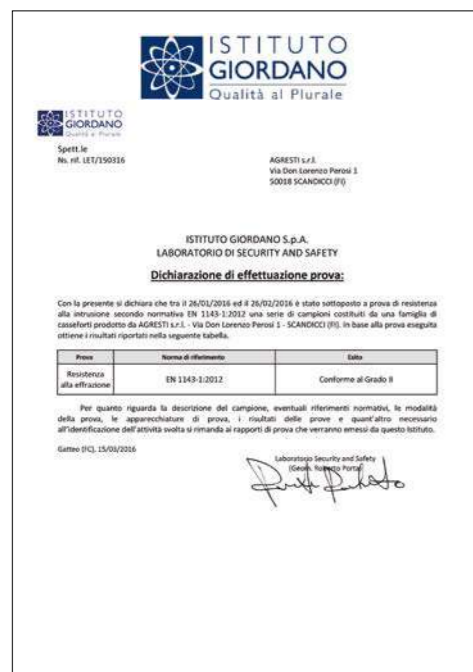 ISTITUTO
GIORDANO
Qualità al Plurale
ISTITUTO
GIORDANO
Qualità al Plurale
Spett.le
Ns. rif. LET/150316
AGRESTI s.r.l.
Via Don Lorenzo Perosi 1
50018 SCANDICCI (FI)
ISTITUTO GIORDANO S.p.A.
LABORATORIO DI SECURITY AND SAFETY
Dichiarazione di effettuazione prova:
Con la presente si dichiara che tra il 26/01/2016 ed il 26/02/2016 è stato sottoposto a prova di resistenza
alla intrusione secondo normativa EN 1143-1:2012 una serie di campioni costituiti da una famiglia di
casseforti prodotto da AGRESTI s.r.l. - Via Don Lorenzo Perosi 1 - SCANDICCI (FI). In base alla prova eseguita
ottiene i risultati riportati nella seguente tabella.
Prova Norma di riferimento Esito
Resistenza
alla effrazione EN 1143-1:2012 Conforme al Grado II
Per quanto riguarda la descrizione del campione, eventuali riferimenti normativi, le modalità
della prova, le apparecchiature di prova, i risultati delle prove e quant'altro necessario
all'identificazione dell'attività svolta si rimanda ai rapporti di prova che verranno emessi da questo Istituto.
Gatteo (FC), 15/03/2016
Laboratorio Security and Safety
(Geom. Roberto Porta)